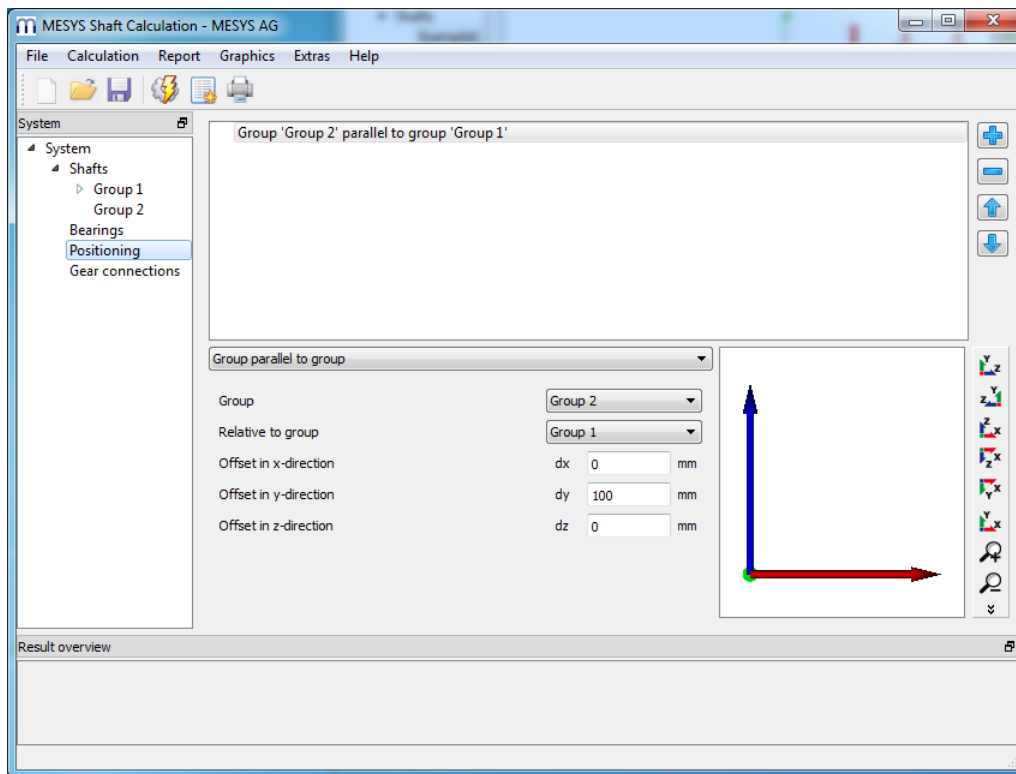 MESYS Shaft Calculation - MESYS AG
File Calculation Report Graphics Extras Help
System
System
Shafts
Group 1
Group 2
Bearings
Positioning
Gear connections
Group 'Group 2' parallel to group 'Group 1'
Group parallel to group
Group Group 2
Relative to group Group 1
Offset in x-direction dx 0 mm
Offset in y-direction dy 100 mm
Offset in z-direction dz 0 mm
Y z
z Y
z x
z x
Y x
Y x
Result overview